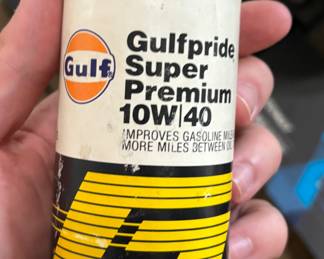 Gulf
Gulfpride
Super
Premium
10W/40
IMPROVES GASOLINE
MORE MILES BETWEEN